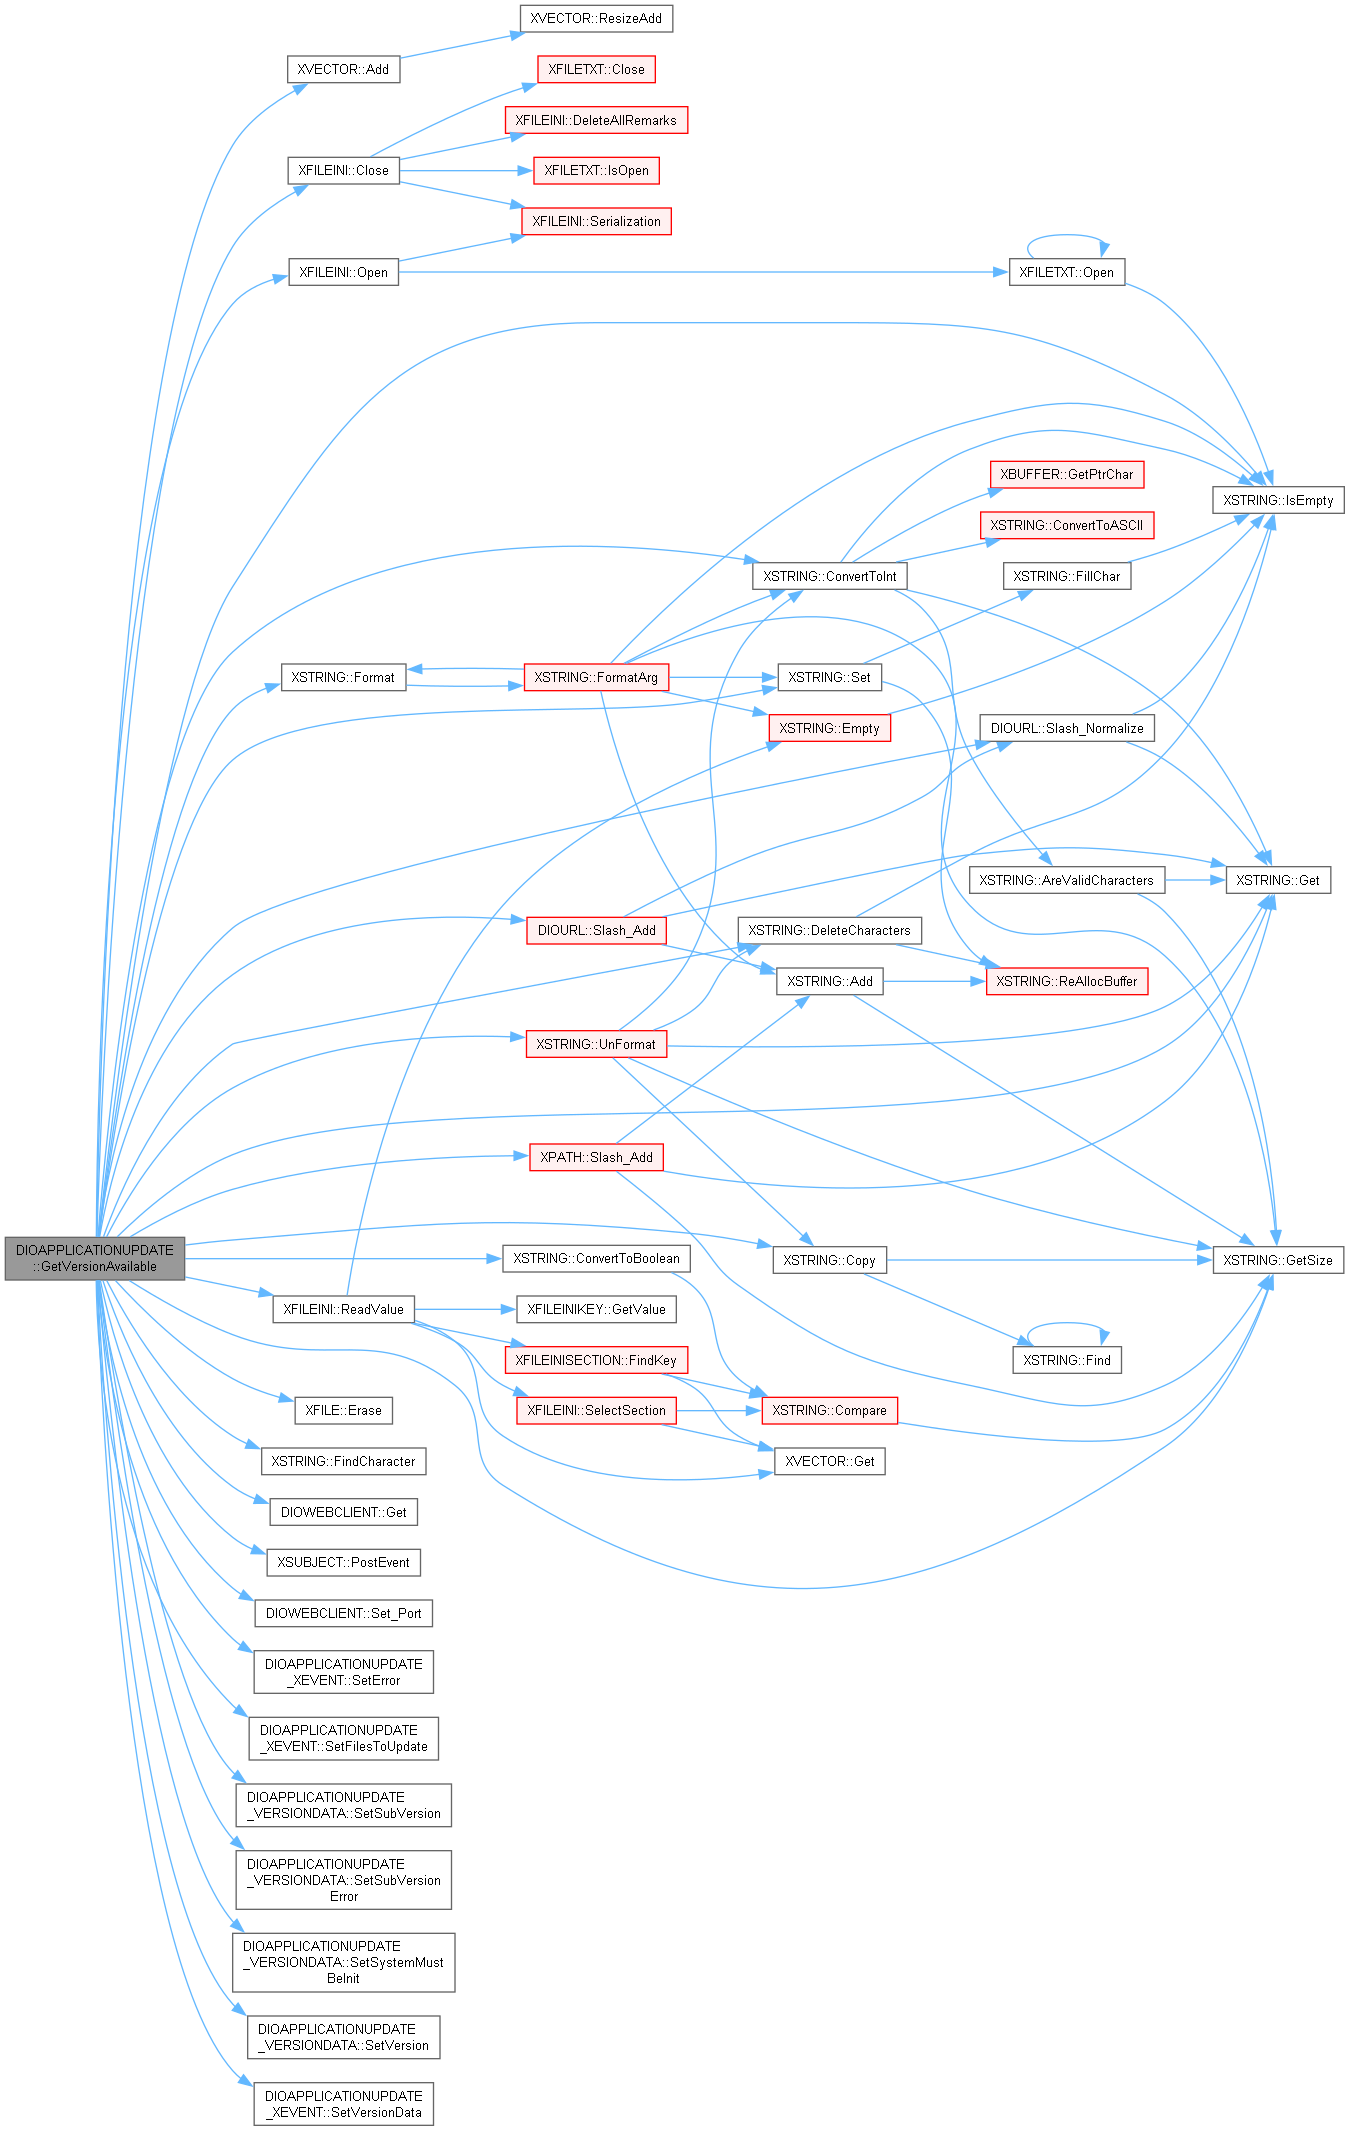 XVECTOR::ResizeAdd
XVECTOR::Add
XFILETXT::Close
XFILEINI::DeleteAllRemarks
XFILEINI::Close
XFILETXT::IsOpen
XFILEINI::Serialization
XFILEINI::Open
XFILETXT::Open
XBUFFER::GetPtrChar
XSTRING::IsEmpty
XSTRING::ConvertToASCII
XSTRING::ConvertToInt
XSTRING::FillChar
XSTRING::Format
XSTRING::FormatArg
XSTRING::Set
XSTRING::Empty
DIOURL::Slash_Normalize
XSTRING::AreValidCharacters
XSTRING::Get
DIOURL::Slash_Add
XSTRING::DeleteCharacters
XSTRING::Add
XSTRING::ReAllocBuffer
XSTRING::UnFormat
XPATH::Slash_Add
DIOAPPLICATIONUPDATE
::GetVersionAvailable
XSTRING::ConvertToBoolean
XSTRING::Copy
XSTRING::GetSize
XFILEINI::ReadValue
XFILEINIKEY::GetValue
XFILEINISECTION::FindKey
XSTRING::Find
XFILE::Erase
XFILEINI::SelectSection
XSTRING::Compare
XSTRING::FindCharacter
XVECTOR::Get
DIOWEBCLIENT::Get
XSUBJECT::PostEvent
DIOWEBCLIENT::Set_Port
DIOAPPLICATIONUPDATE
_XEVENT::SetError
DIOAPPLICATIONUPDATE
_XEVENT::SetFilesToUpdate
DIOAPPLICATIONUPDATE
_VERSIONDATA::SetSubVersion
DIOAPPLICATIONUPDATE
_VERSIONDATA::SetSubVersion
Error
DIOAPPLICATIONUPDATE
_VERSIONDATA::SetSystemMust
BeInit
DIOAPPLICATIONUPDATE
_VERSIONDATA::SetVersion
DIOAPPLICATIONUPDATE
_XEVENT::SetVersionData